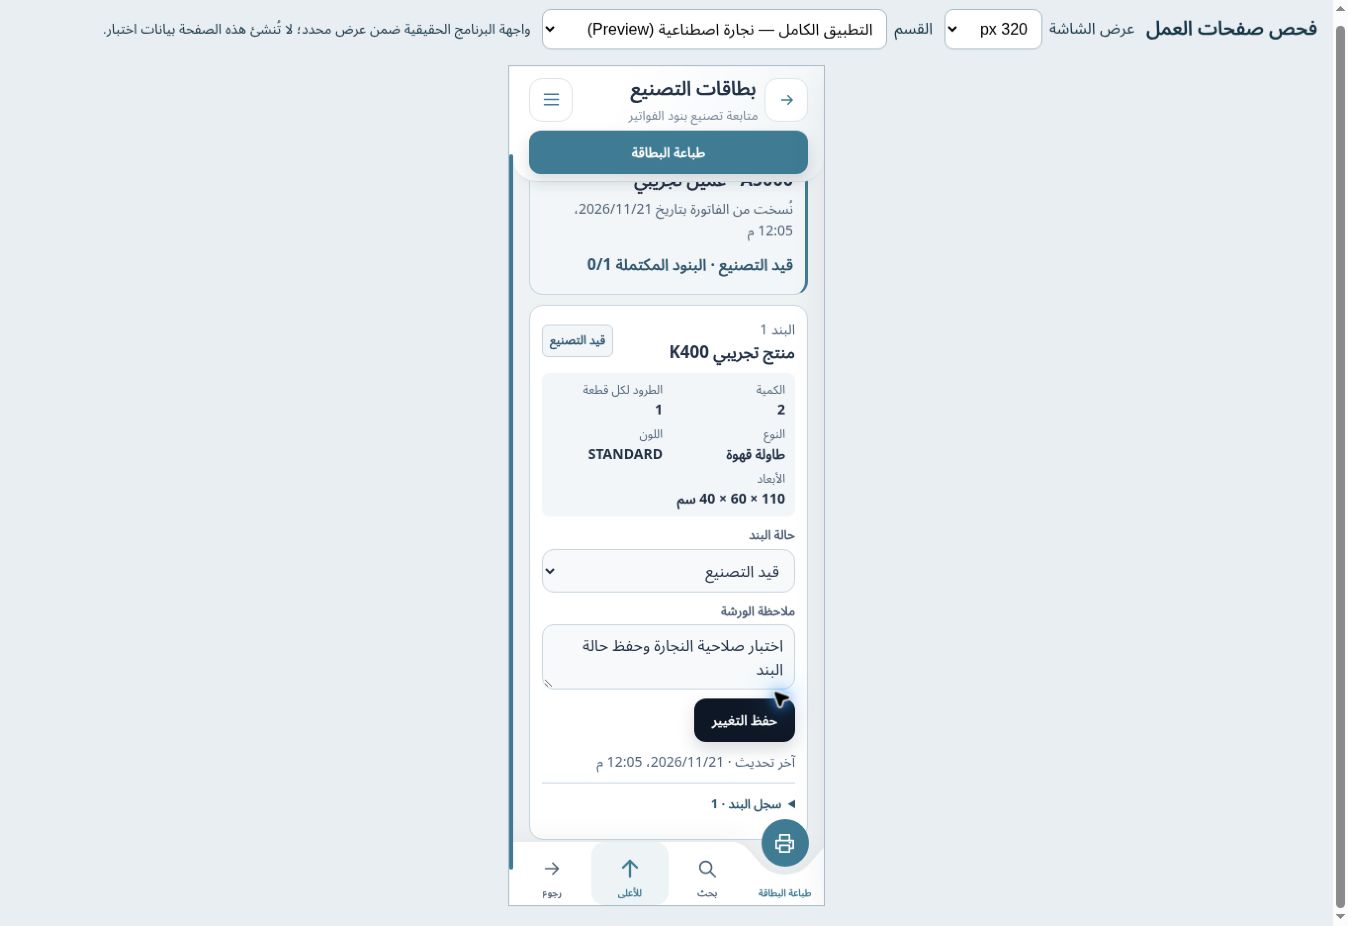 فحص صفحات العمل
عرض الشاشة
320 px
القسم
التطبيق الكامل — نجارة اصطناعية (Preview)
واجهة البرنامج الحقيقية ضمن عرض محدد؛ لا تُنشئ هذه الصفحة بيانات اختبار.
بطاقات التصنيع
متابعة تصنيع بنود الفواتير
طباعة البطاقة
نُسخت من الفاتورة بتاريخ 2026/11/21،
12:05 م
قيد التصنيع · البنود المكتملة 0/1
البند 1
منتج تجريبي K400
قيد التصنيع
الكمية
2
الطرود لكل قطعة
1
النوع
طاولة قهوة
اللون
STANDARD
الأبعاد
110 × 60 × 40 سم
حالة البند
قيد التصنيع
ملاحظة الورشة
اختبار صلاحية النجارة وحفظ حالة
البند
حفظ التغيير
آخر تحديث · 2026/11/21، 12:05 م
سجل البند · 1
طباعة البطاقة
بحث
للأعلى
رجوع